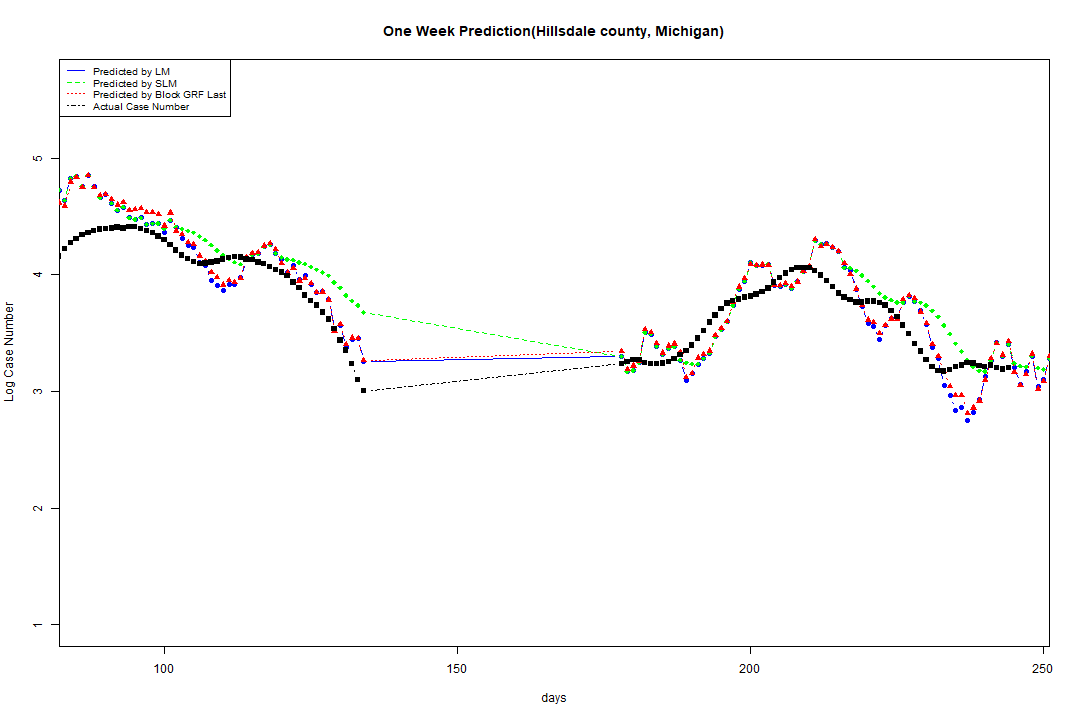 One Week Prediction(Hillsdale county, Michigan)
Predicted by LM
Predicted by SLM
Predicted by Block GRF Last
Actual Case Number
5
4
3
2
1
Log Case Number
100 150 200 250
days